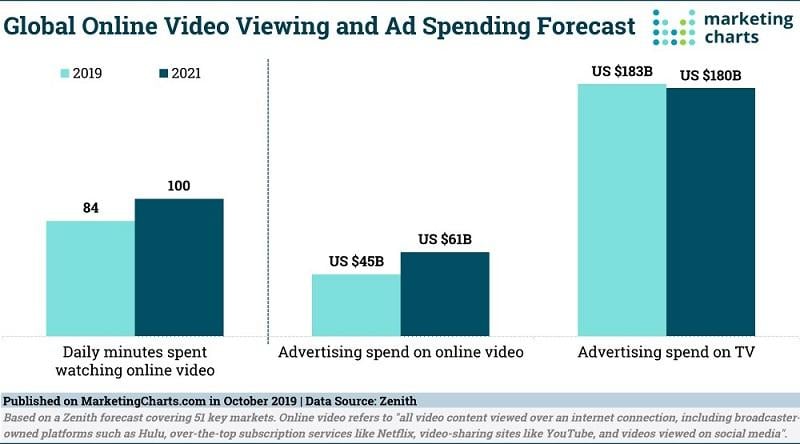 Global Online Video Viewing and Ad Spending Forecast
marketing
charts
2019
2021
84
100
US $45B
US $61B
US $183B
US $180B
Daily minutes spent
watching online video
Advertising spend on online video
Advertising spend on TV
Published on MarketingCharts.com in October 2019 | Data Source: Zenith
Based on a Zenith forecast covering 51 key markets. Online video refers to "all video content viewed over an internet connection, including broadcaster-
owned platforms such as Hulu, over-the-top subscription services like Netflix, video-sharing sites like YouTube, and videos viewed on social media".